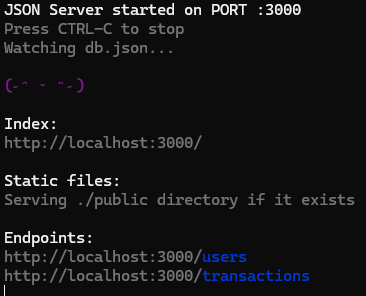 JSON Server started on PORT :3000
Press CTRL-C to stop
Watching db.json...
(˶ᵔ ᵕ ᵔ˶)
Index:
http://localhost:3000/
Static files:
Serving ./public directory if it exists
Endpoints:
http://localhost:3000/users
http://localhost:3000/transactions